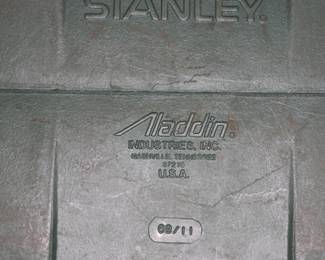 STANLEY®
Aladdin®
INDUSTRIES, INC.
NASHVILLE, TENNESSEE
37210
U.S.A.
09/11